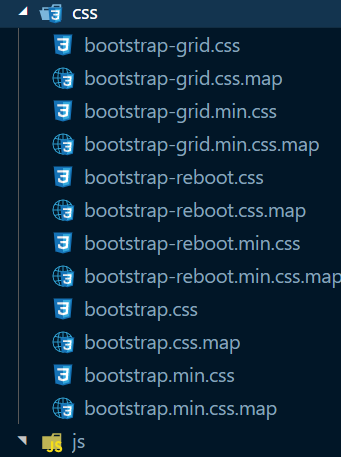 css
bootstrap-grid.css
bootstrap-grid.css.map
bootstrap-grid.min.css
bootstrap-grid.min.css.map
bootstrap-reboot.css
bootstrap-reboot.css.map
bootstrap-reboot.min.css
bootstrap-reboot.min.css.map
bootstrap.css
bootstrap.css.map
bootstrap.min.css
bootstrap.min.css.map
JS js